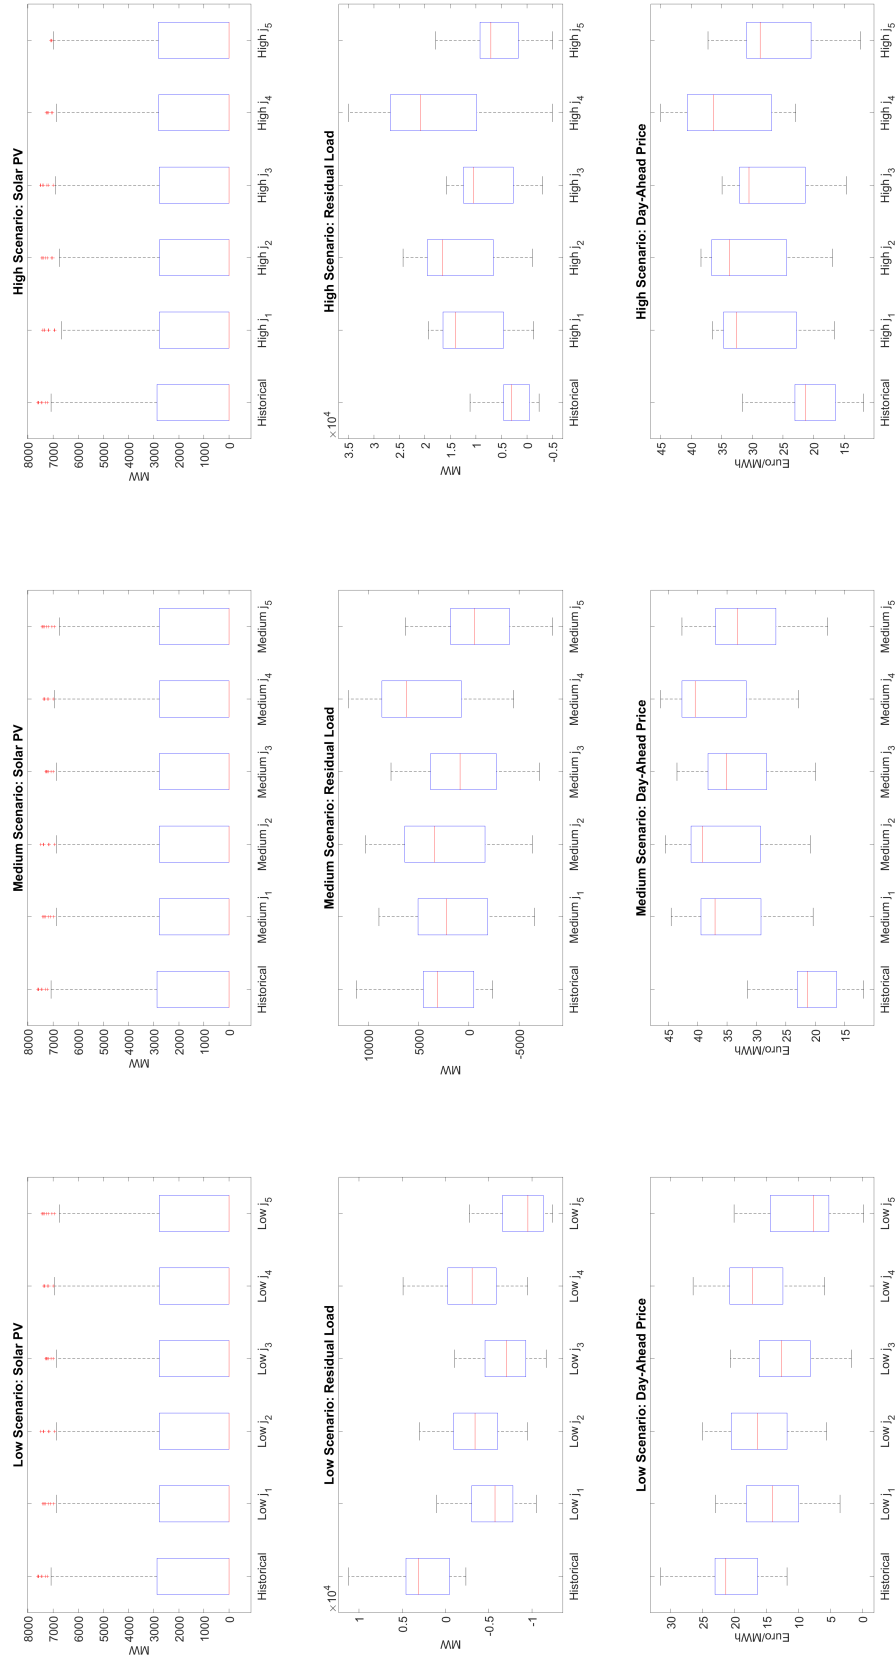 Low Scenario: Solar PV
8000
7000
6000
5000
4000
3000
2000
1000
0
MW
Historical Low j1 Low j2 Low j3 Low j4 Low j5
Medium Scenario: Solar PV
8000
7000
6000
5000
4000
3000
2000
1000
0
MW
Historical Medium j1 Medium j2 Medium j3 Medium j4 Medium j5
High Scenario: Solar PV
8000
7000
6000
5000
4000
3000
2000
1000
0
MW
Historical High j1 High j2 High j3 High j4 High j5
Low Scenario: Residual Load
×10^4
1
0.5
0
-0.5
-1
MW
Historical Low j1 Low j2 Low j3 Low j4 Low j5
Medium Scenario: Residual Load
10000
5000
0
-5000
MW
Historical Medium j1 Medium j2 Medium j3 Medium j4 Medium j5
High Scenario: Residual Load
×10^4
3.5
3
2.5
2
1.5
1
0.5
0
-0.5
MW
Historical High j1 High j2 High j3 High j4 High j5
Low Scenario: Day-Ahead Price
30
25
20
15
10
5
0
Euro/MWh
Historical Low j1 Low j2 Low j3 Low j4 Low j5
Medium Scenario: Day-Ahead Price
45
40
35
30
25
20
15
Euro/MWh
Historical Medium j1 Medium j2 Medium j3 Medium j4 Medium j5
High Scenario: Day-Ahead Price
45
40
35
30
25
20
15
Euro/MWh
Historical High j1 High j2 High j3 High j4 High j5